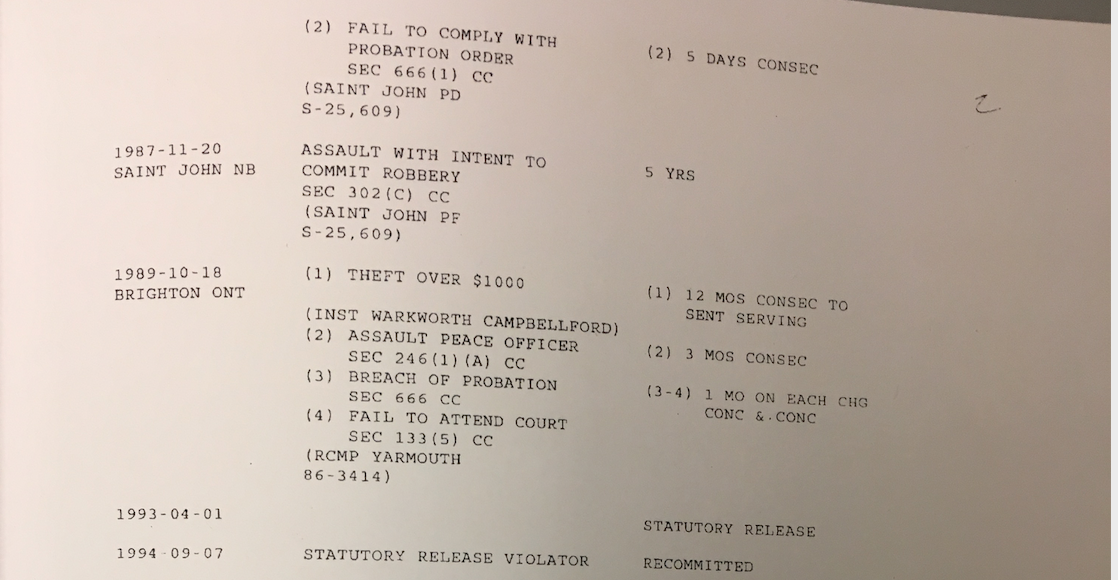 (2) FAIL TO COMPLY WITH
PROBATION ORDER
SEC 666(1) CC
(SAINT JOHN PD
S-25,609)
(2) 5 DAYS CONSEC
2
1987-11-20
SAINT JOHN NB
ASSAULT WITH INTENT TO
COMMIT ROBBERY
SEC 302(C) CC
(SAINT JOHN PF
S-25,609)
5 YRS
1989-10-18
BRIGHTON ONT
(1) THEFT OVER $1000
(INST WARKWORTH CAMPBELLFORD)
(2) ASSAULT PEACE OFFICER
SEC 246(1)(A) CC
(3) BREACH OF PROBATION
SEC 666 CC
(4) FAIL TO ATTEND COURT
SEC 133(5) CC
(RCMP YARMOUTH
86-3414)
(1) 12 MOS CONSEC TO
SENT SERVING
(2) 3 MOS CONSEC
(3-4) 1 MO ON EACH CHG
CONC & CONC
1993-04-01
STATUTORY RELEASE
1994-09-07
STATUTORY RELEASE VIOLATOR
RECOMMITTED